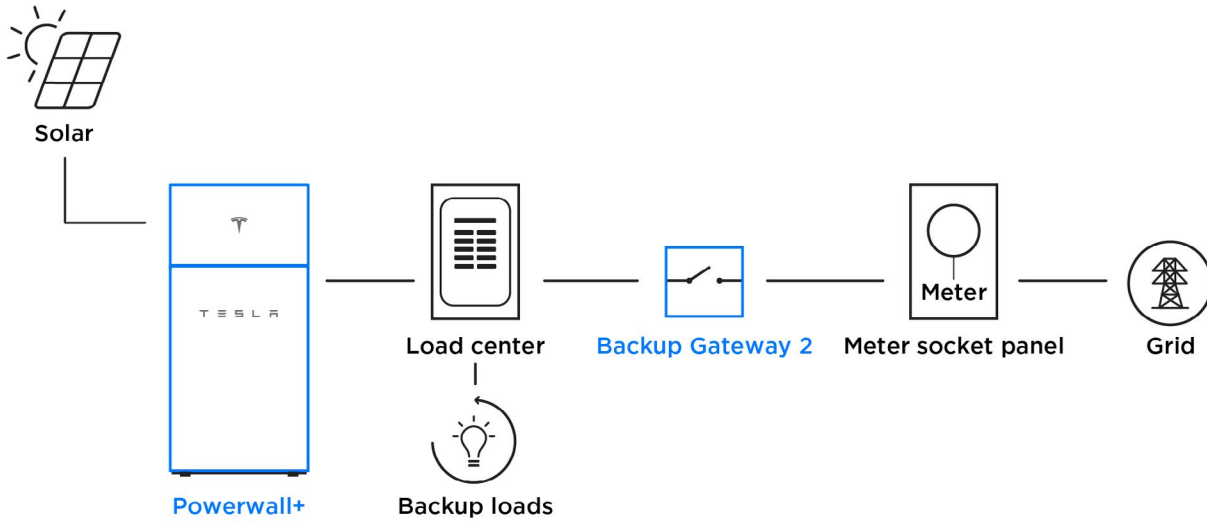 Solar
TESLA
Meter
Load center
Backup Gateway 2
Meter socket panel
Grid
Powerwall+
Backup loads